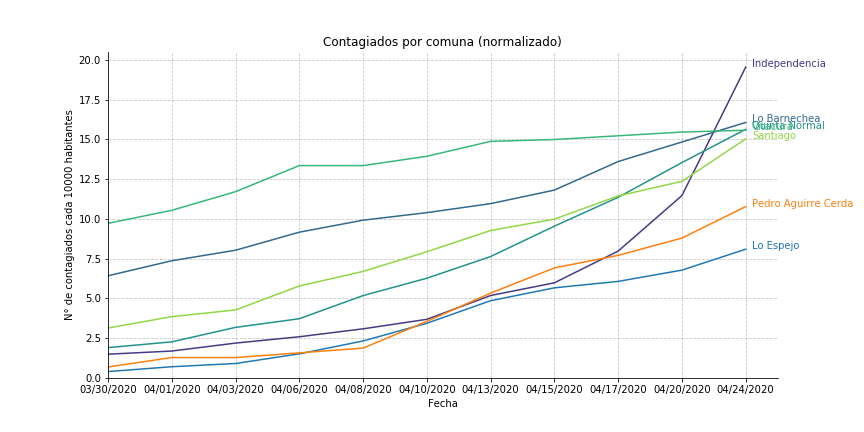 Contagiados por comuna (normalizado)
N° de contagiados cada 10000 habitantes
20.0
17.5
15.0
12.5
10.0
7.5
5.0
2.5
0.0
Independencia
Lo Barnechea
Quinta Normal
Santiago
Pedro Aguirre Cerda
Lo Espejo
03/30/2020 04/01/2020 04/03/2020 04/06/2020 04/08/2020 04/10/2020 04/13/2020 04/15/2020 04/17/2020 04/20/2020 04/24/2020
Fecha